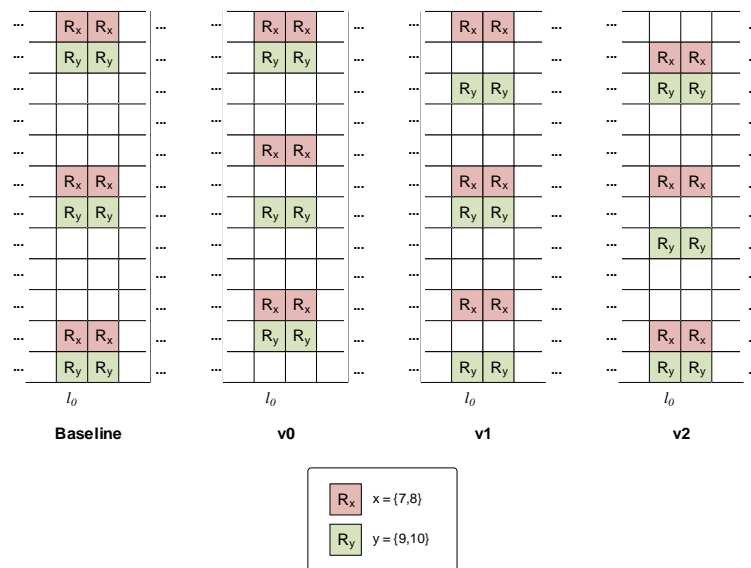 ... Rx Rx ... ... Rx Rx ... ... Rx Rx ... ... ...
... Ry Ry ... ... Ry Ry ... ... ... ... Rx Rx ...
... ... ... ... ... Ry Ry ... ... Ry Ry ...
... ... ... ... ... ... ... ...
... ... ... Rx Rx ... ... ... ... ...
... Rx Rx ... ... ... ... Rx Rx ... ... Rx Rx ...
... Ry Ry ... ... Ry Ry ... ... Ry Ry ... ... ...
... ... ... ... ... ... ... Ry Ry ...
... ... ... ... ... ... ... ...
... ... ... Rx Rx ... ... Rx Rx ... ... ...
... Rx Rx ... ... Ry Ry ... ... ... ... Rx Rx ...
... Ry Ry ... ... ... ... Ry Ry ... ... Ry Ry ...
l0 l0 l0 l0
Baseline v0 v1 v2
Rx x = {7,8}
Ry y = {9,10}